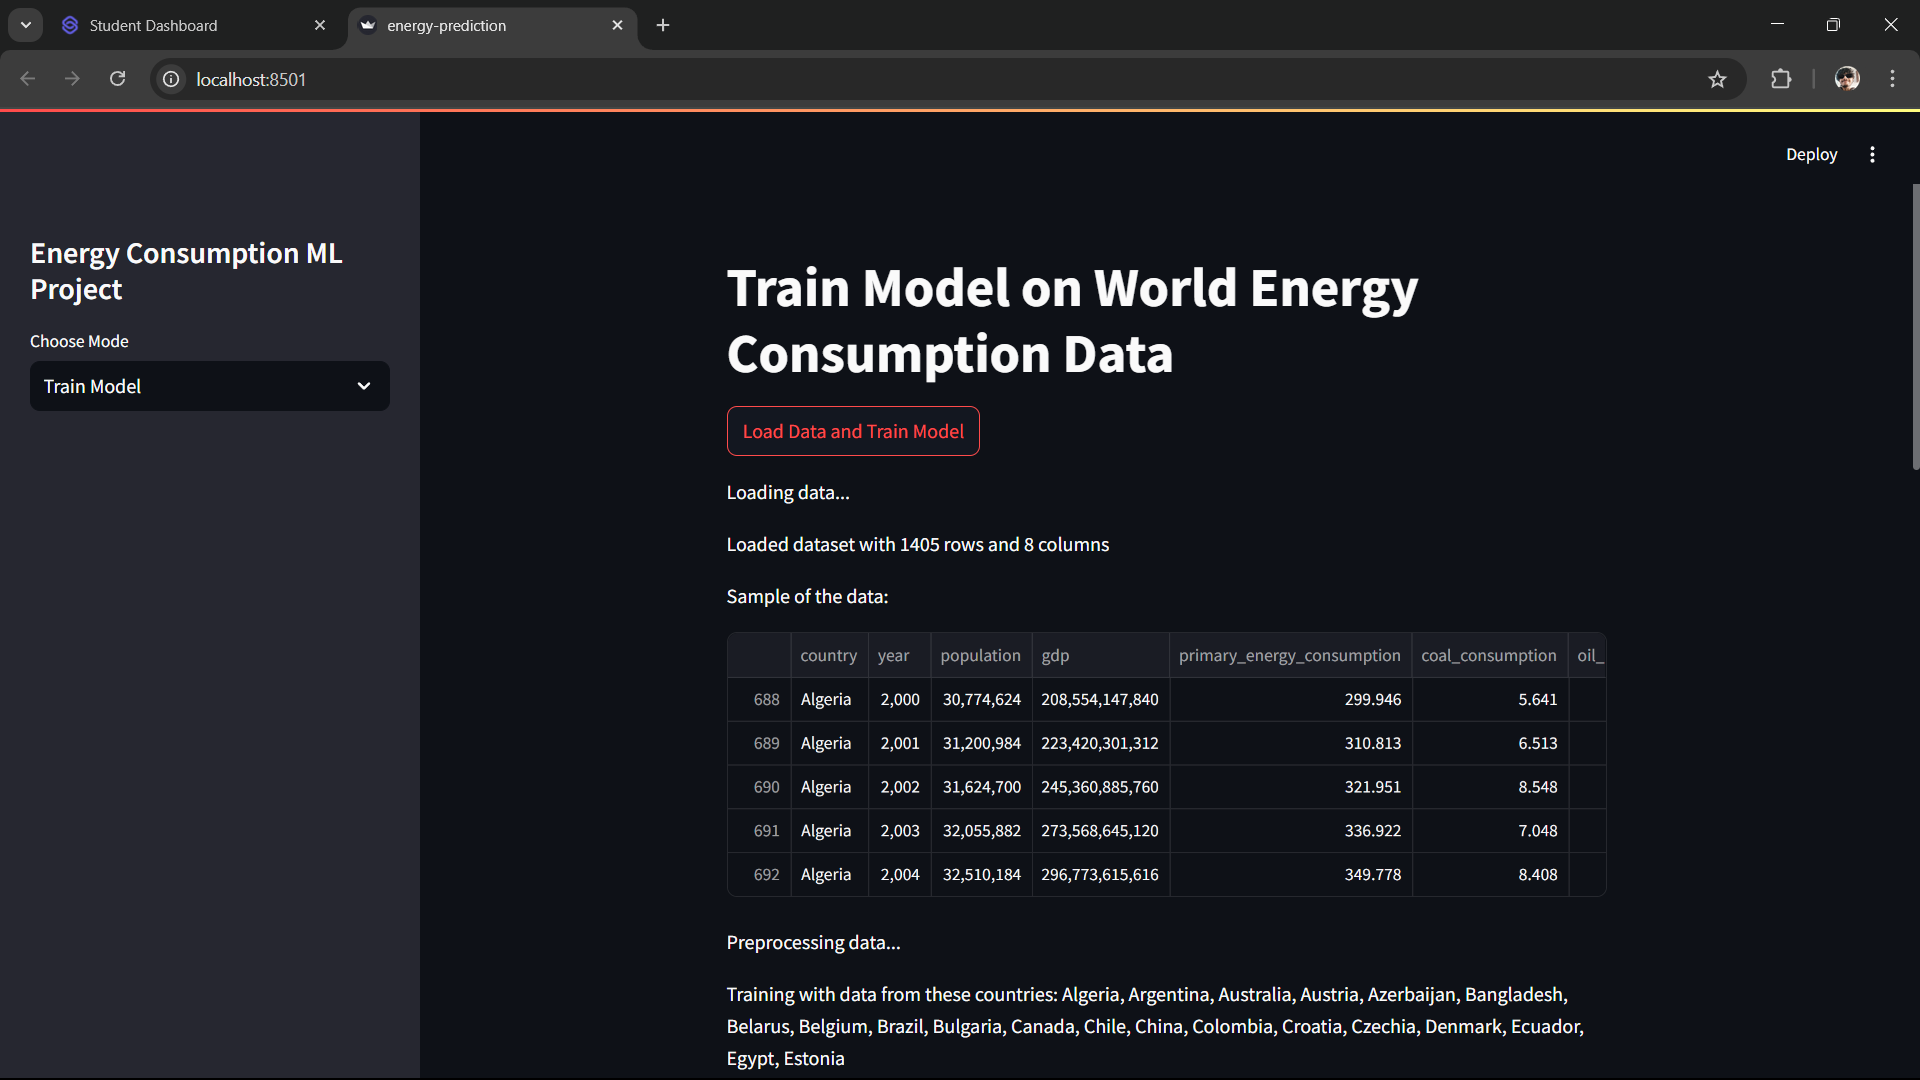 Student Dashboard
energy-prediction
localhost:8501
Deploy
Energy Consumption ML
Project
Choose Mode
Train Model
Train Model on World Energy
Consumption Data
Load Data and Train Model
Loading data...
Loaded dataset with 1405 rows and 8 columns
Sample of the data:
country year population gdp primary_energy_consumption coal_consumption oil_
688 Algeria 2,000 30,774,624 208,554,147,840 299.946 5.641
689 Algeria 2,001 31,200,984 223,420,301,312 310.813 6.513
690 Algeria 2,002 31,624,700 245,360,885,760 321.951 8.548
691 Algeria 2,003 32,055,882 273,568,645,120 336.922 7.048
692 Algeria 2,004 32,510,184 296,773,615,616 349.778 8.408
Preprocessing data...
Training with data from these countries: Algeria, Argentina, Australia, Austria, Azerbaijan, Bangladesh,
Belarus, Belgium, Brazil, Bulgaria, Canada, Chile, China, Colombia, Croatia, Czechia, Denmark, Ecuador,
Egypt, Estonia